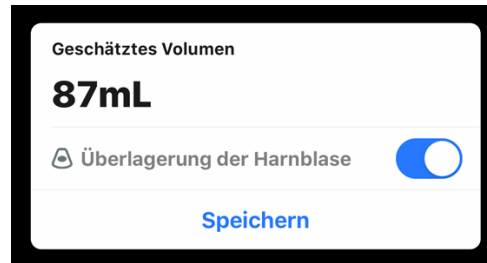 Geschätztes Volumen
87mL
Überlagerung der Harnblase
Speichern